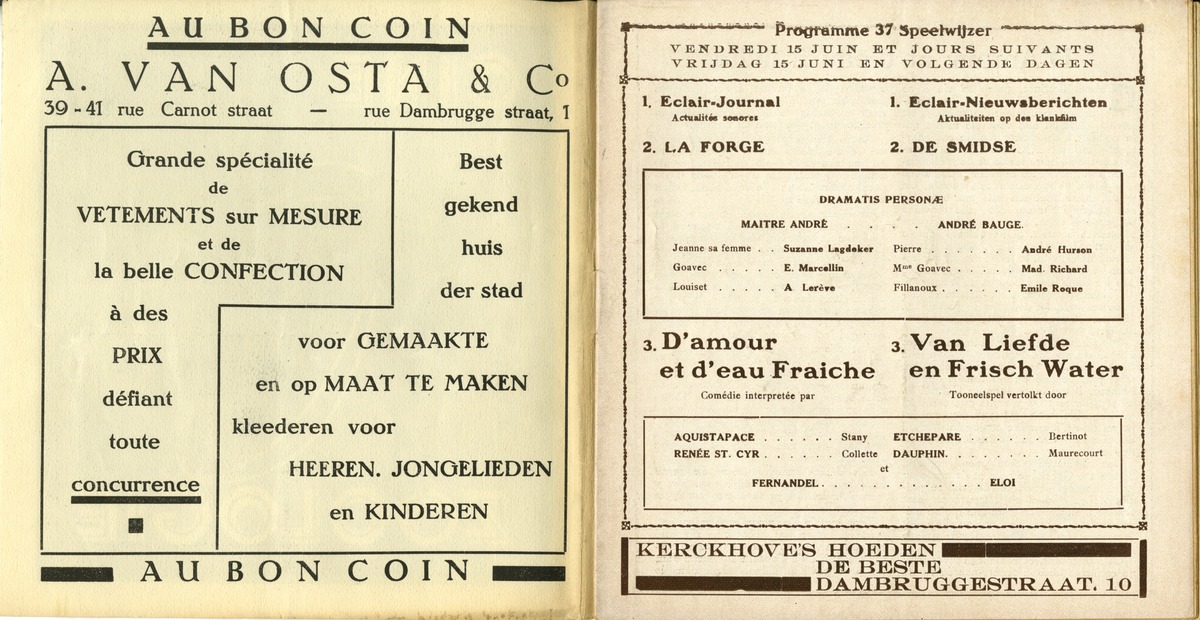 AU BON COIN
A. VAN OSTA & Co
39-41 rue Carnot straat — rue Dambrugge straat, 1
Grande spécialité
de
VETEMENTS sur MESURE
et de
la belle CONFECTION
à des
PRIX
défiant
toute
concurrence
Best
gekend
huis
der stad
voor GEMAAKTE
en op MAAT TE MAKEN
kleederen voor
HEEREN. JONGELIEDEN
en KINDEREN
AU BON COIN
Programme 37 Speelwijzer
VENDREDI 15 JUIN ET JOURS SUIVANTS
VRIJDAG 15 JUNI EN VOLGENDE DAGEN
1. Eclair-Journal
Actualités sonores
2. LA FORGE
1. Eclair-Nieuwsberichten
Aktualiteiten op den klankfilm
2. DE SMIDSE
DRAMATIS PERSONÆ
MAITRE ANDRÉ . . . . ANDRÉ BAUGE.
Jeanne sa femme . . Suzanne Lagdeker Pierre . . . . . . . André Hurson
Goavec . . . . . E. Marcellin Mme Goavec . . . . . Mad. Richard
Louiset . . . . . A Lerève Fillanoux . . . . . . Emile Roque
3. D'amour
et d'eau Fraiche
Comédie interpretée par
3. Van Liefde
en Frisch Water
Tooneelspel vertolkt door
AQUISTAPACE . . . . . . Stany ETCHEPARE . . . . . . Bertinot
RENÉE ST. CYR . . . . . . Collette DAUPHIN. . . . . . . . Maurecourt
et
FERNANDEL. . . . . . . . . . . . . ELOI
KERCKHOVE'S HOEDEN
DE BESTE
DAMBRUGGESTRAAT. 10